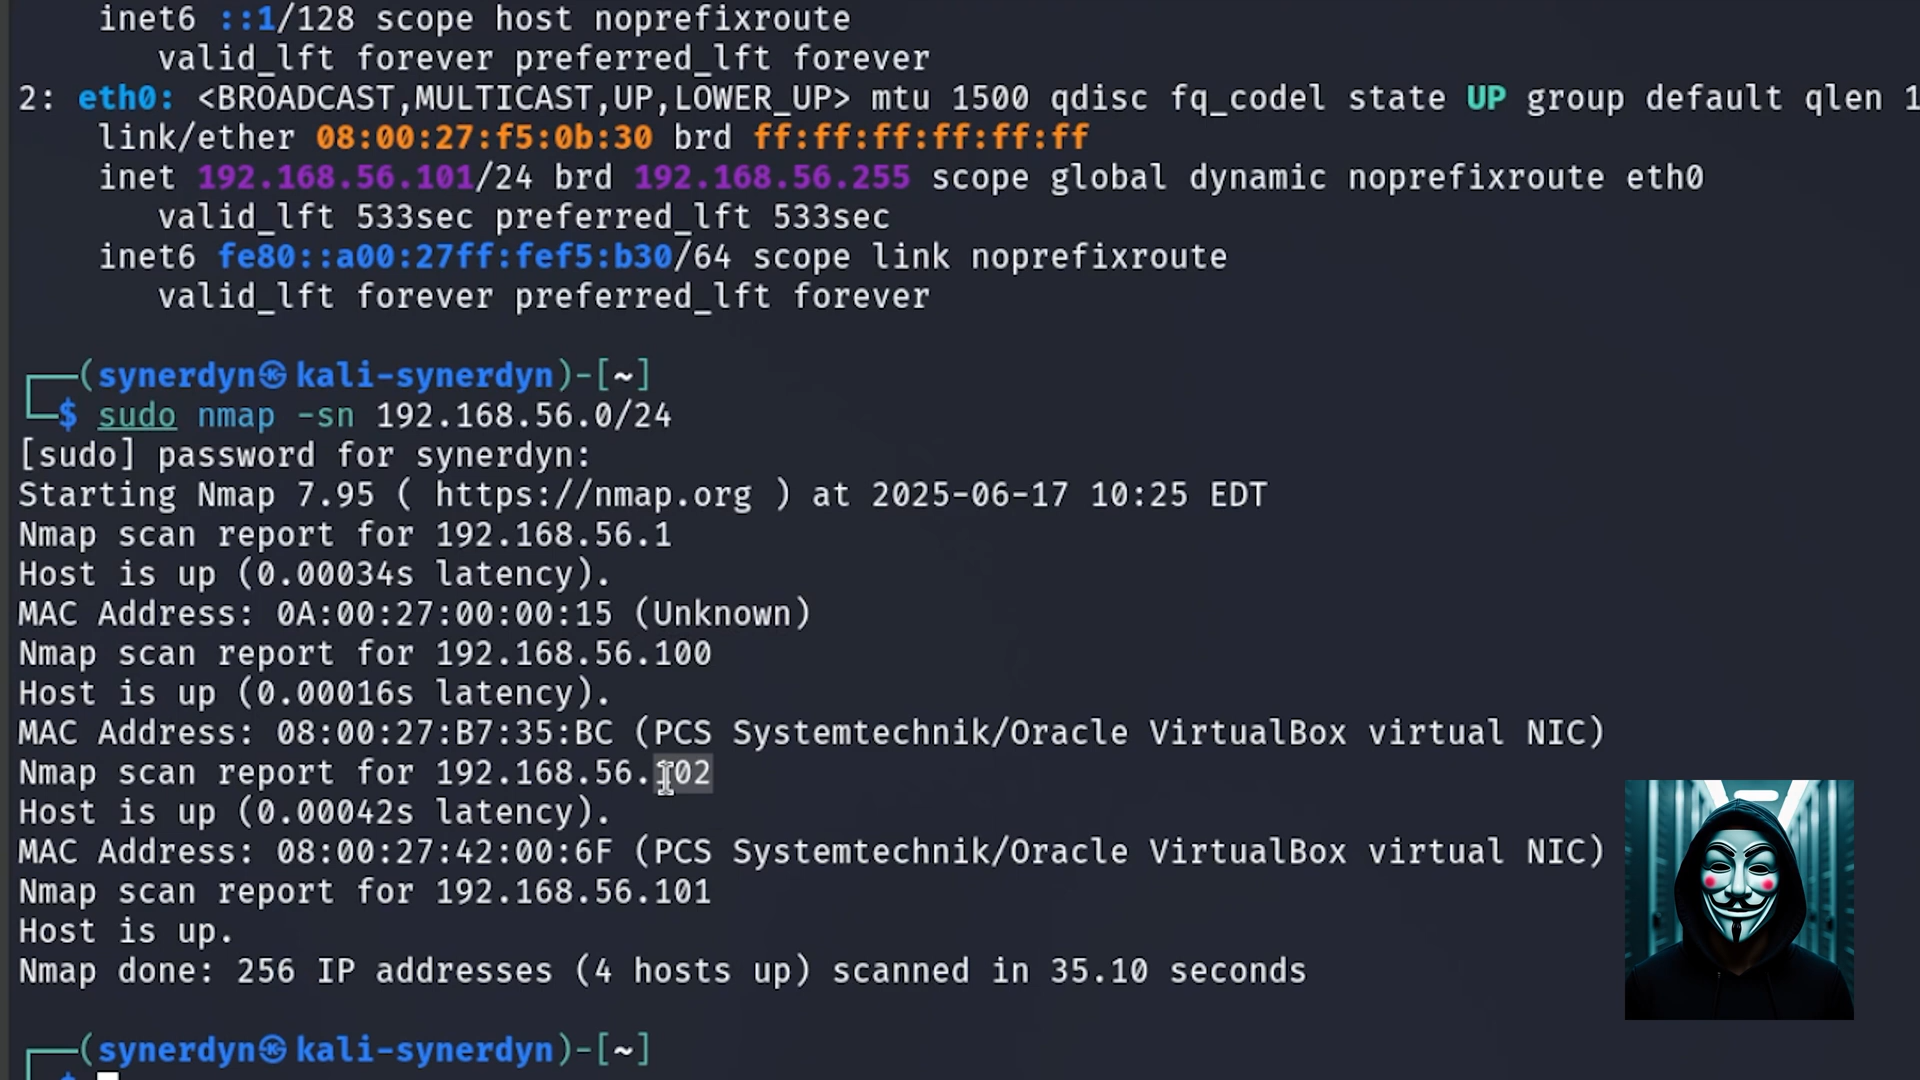 inet6 ::1/128 scope host noprefixroute
valid_lft forever preferred_lft forever
2: eth0: <BROADCAST,MULTICAST,UP,LOWER_UP> mtu 1500 qdisc fq_codel state UP group default qlen 1
link/ether 08:00:27:f5:0b:30 brd ff:ff:ff:ff:ff:ff
inet 192.168.56.101/24 brd 192.168.56.255 scope global dynamic noprefixroute eth0
valid_lft 533sec preferred_lft 533sec
inet6 fe80::a00:27ff:fef5:b30/64 scope link noprefixroute
valid_lft forever preferred_lft forever
┌──(synerdyn㉿kali-synerdyn)-[~]
└─$ sudo nmap -sn 192.168.56.0/24
[sudo] password for synerdyn:
Starting Nmap 7.95 ( https://nmap.org ) at 2025-06-17 10:25 EDT
Nmap scan report for 192.168.56.1
Host is up (0.00034s latency).
MAC Address: 0A:00:27:00:00:15 (Unknown)
Nmap scan report for 192.168.56.100
Host is up (0.00016s latency).
MAC Address: 08:00:27:B7:35:BC (PCS Systemtechnik/Oracle VirtualBox virtual NIC)
Nmap scan report for 192.168.56.102
Host is up (0.00042s latency).
MAC Address: 08:00:27:42:00:6F (PCS Systemtechnik/Oracle VirtualBox virtual NIC)
Nmap scan report for 192.168.56.101
Host is up.
Nmap done: 256 IP addresses (4 hosts up) scanned in 35.10 seconds
┌──(synerdyn㉿kali-synerdyn)-[~]
└─$